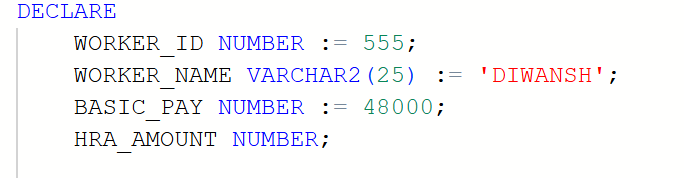 DECLARE
WORKER_ID NUMBER := 555;
WORKER_NAME VARCHAR2(25) := 'DIWANSH';
BASIC_PAY NUMBER := 48000;
HRA_AMOUNT NUMBER;